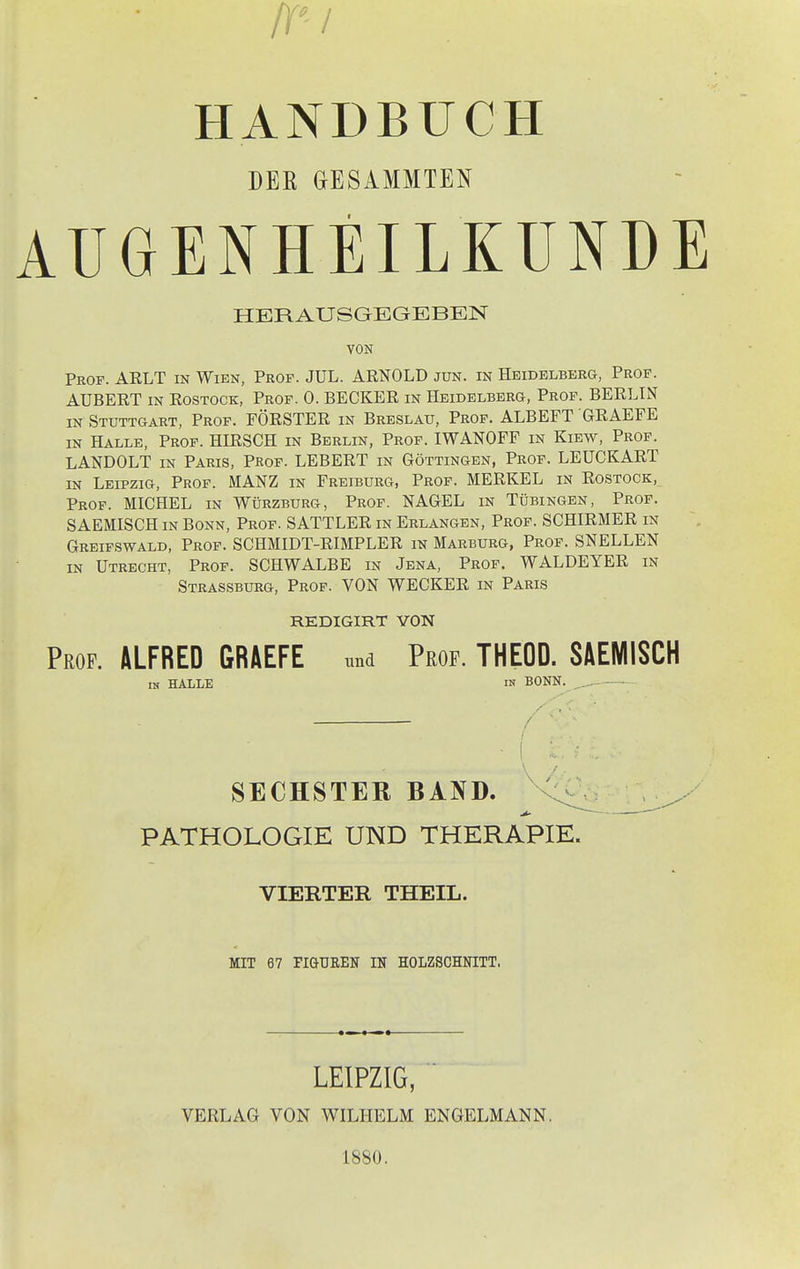 HANDBUCH
DER GESAMMTEN
AUGENHEILKUNDE
HERAUSGEGEBEN
VON
PROF. ARLT IN WIEN, PROF. JUL. ARNOLD JUN. IN HEIDELBERG, PROF.
AUBERT IN ROSTOCK, PROF. O. BECKER IN HEIDELBERG, PROF. BERLIN
IN STUTTGART, PROF. FÖRSTER IN BRESLAU, PROF. ALBEFT GRAEFE
IN HALLE, PROF. HIRSCH IN BERLIN, PROF. IWANOFF IN KIEW, PROF.
LANDOLT IN PARIS, PROF. LEBERT IN GÖTTINGEN, PROF. LEUCKART
IN LEIPZIG, PROF. MANZ IN FREIBURG, PROF. MERKEL IN ROSTOCK,
PROF. MICHEL IN WÜRZBURG, PROF. NAGEL IN TÜBINGEN, PROF.
SAEMISCH IN BONN, PROF. SATTLER IN ERLANGEN, PROF. SCHIRMER IN
GREIFSWALD, PROF. SCHMIDT-RIMPLER IN MARBURG, PROF. SNELLEN
IN UTRECHT, PROF. SCHWALBE IN JENA, PROF. WALDEYER IN
STRASSBURG, PROF. VON WECKER IN PARIS
REDIGIRT VON
PROF. ALFRED GRAEFE und PROF. THEOD. SAEMISCH
IN HALLE IN BONN.
SECHSTER BAND.
PATHOLOGIE UND THERAPIE.
VIERTER THEIL.
MIT 67 FIGUREN IN HOLZSCHNITT.
LEIPZIG,
VERLAG VON WILHELM ENGELMANN.
1880.